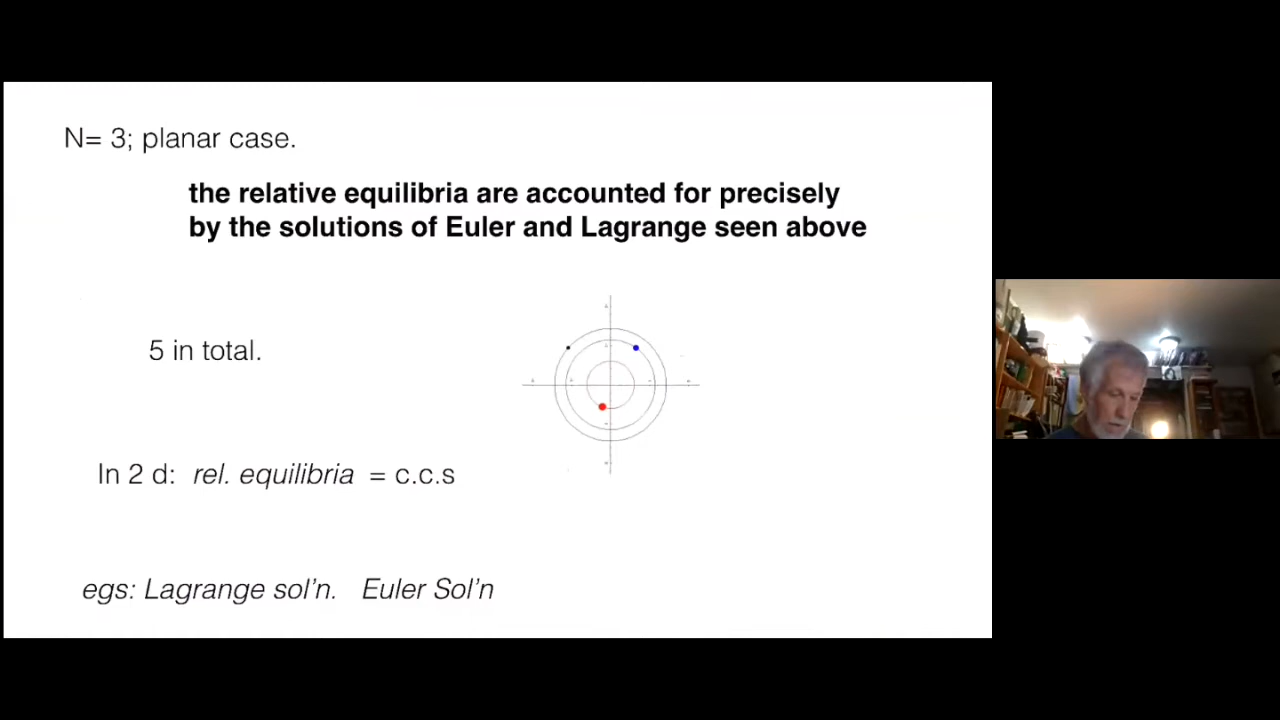 N= 3; planar case.
the relative equilibria are accounted for precisely
by the solutions of Euler and Lagrange seen above
5 in total.
In 2 d: rel. equilibria = c.c.s
egs: Lagrange sol’n. Euler Sol’n